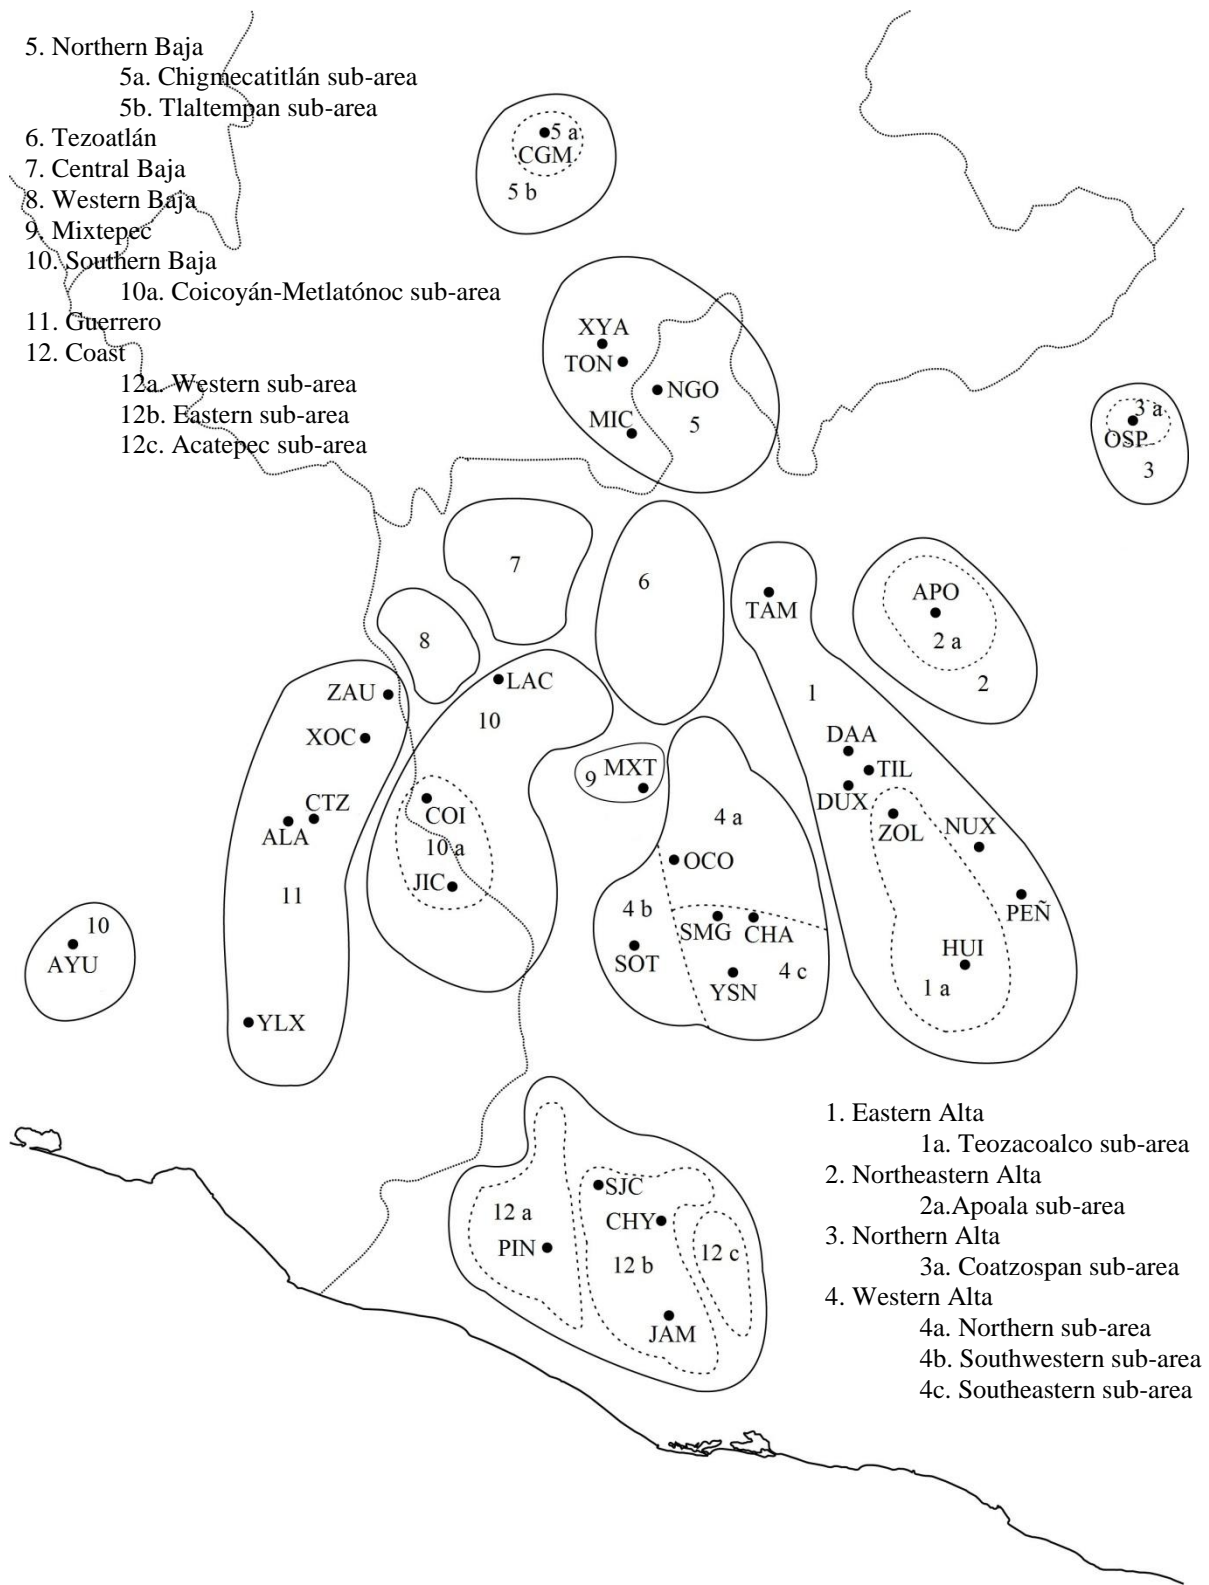 5. Northern Baja
5a. Chigmecatitlán sub-area
5b. Tlaltempan sub-area
6. Tezoatlán
7. Central Baja
8. Western Baja
9. Mixtepec
10. Southern Baja
10a. Coicoyán-Metlatónoc sub-area
11. Guerrero
12. Coast
12a. Western sub-area
12b. Eastern sub-area
12c. Acatepec sub-area
5 a
CGM
5 b
XYA
TON
NGO
MIC
5
3 a
OSP
3
7
6
TAM
APO
2 a
2
8
ZAU
LAC
10
1
XOC
DAA
TIL
9
MXT
DUX
CTZ
COI
4 a
ZOL
NUX
ALA
10 a
OCO
JIC
11
4 b
PEÑ
10
SMG
CHA
AYU
SOT
HUI
4 c
YSN
1 a
YLX
1. Eastern Alta
1a. Teozacoalco sub-area
2. Northeastern Alta
2a.Apoala sub-area
3. Northern Alta
3a. Coatzospan sub-area
4. Western Alta
4a. Northern sub-area
4b. Southwestern sub-area
4c. Southeastern sub-area
SJC
12 a
CHY
PIN
12 b
12 c
JAM